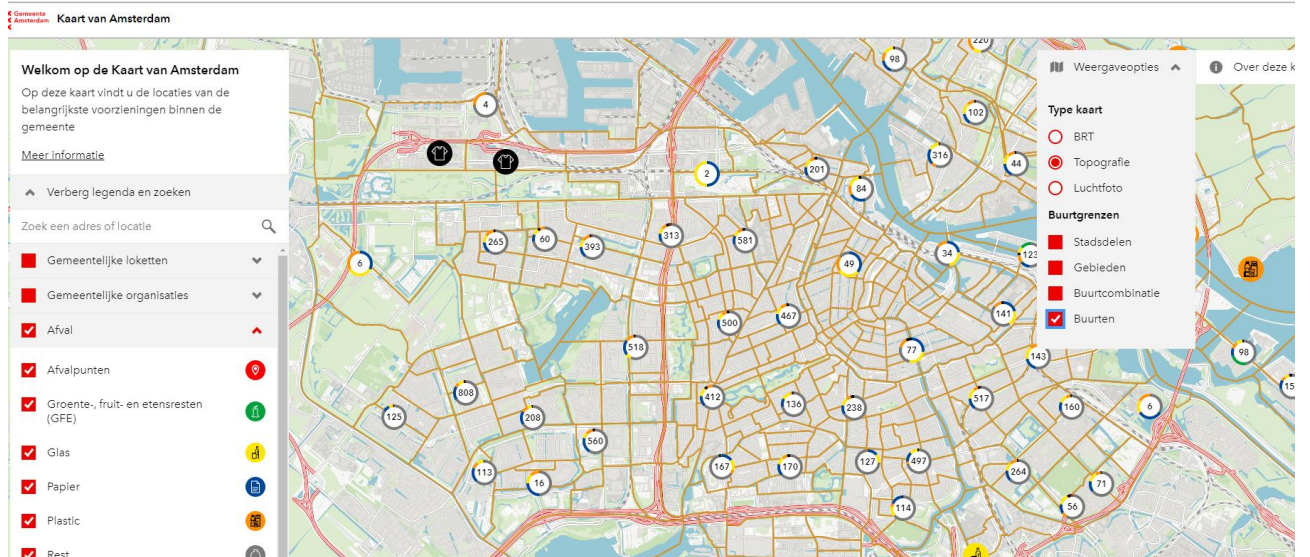 Gemeente
Amsterdam
Kaart van Amsterdam
Welkom op de Kaart van Amsterdam
Op deze kaart vindt u de locaties van de
belangrijkste voorzieningen binnen de
gemeente
Meer informatie
Verberg legenda en zoeken
Zoek een adres of locatie
Gemeentelijke loketten
Gemeentelijke organisaties
Afval
Afvalpunten
Groente-, fruit- en etensresten
(GFE)
Glas
Papier
Plastic
Rest
Weergaveopties
Over deze k
Type kaart
BRT
Topografie
Luchtfoto
Buurtgrenzen
Stadsdelen
Gebieden
Buurtcombinatie
Buurten
220
98
4
102
316
44
2
201
84
265
60
393
313
581
6
49
34
123
500
467
141
518
77
143
98
808
412
136
238
517
160
6
15
125
208
560
113
16
167
170
127
497
264
71
114
56